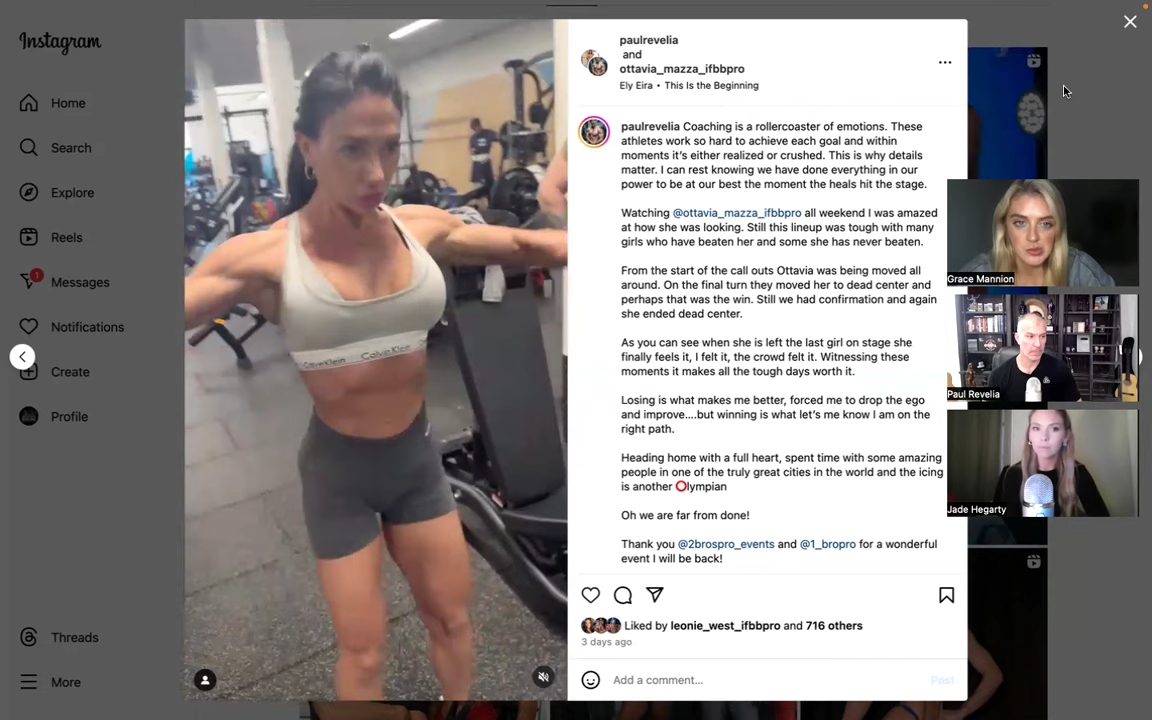 Instagram
Home
Search
Explore
Reels
1
Messages
Notifications
Create
Profile
Threads
More
CalvinKlein CalvinKlein
paulrevelia
and
ottavia_mazza_ifbbpro
Ely Eira • This Is the Beginning
paulrevelia Coaching is a rollercoaster of emotions. These
athletes work so hard to achieve each goal and within
moments it's either realized or crushed. This is why details
matter. I can rest knowing we have done everything in our
power to be at our best the moment the heals hit the stage.
Watching @ottavia_mazza_ifbbpro all weekend I was amazed
at how she was looking. Still this lineup was tough with many
girls who have beaten her and some she has never beaten.
From the start of the call outs Ottavia was being moved all
around. On the final turn they moved her to dead center and
perhaps that was the win. Still we had confirmation and again
she ended dead center.
As you can see when she is left the last girl on stage she
finally feels it, I felt it, the crowd felt it. Witnessing these
moments it makes all the tough days worth it.
Losing is what makes me better, forced me to drop the ego
and improve....but winning is what let's me know I am on the
right path.
Heading home with a full heart, spent time with some amazing
people in one of the truly great cities in the world and the icing
is another ⭕lympian
Oh we are far from done!
Thank you @2brospro_events and @1_bropro for a wonderful
event I will be back!
Liked by leonie_west_ifbbpro and 716 others
3 days ago
Add a comment...
Post
Grace Mannion
Paul Revelia
Jade Hegarty